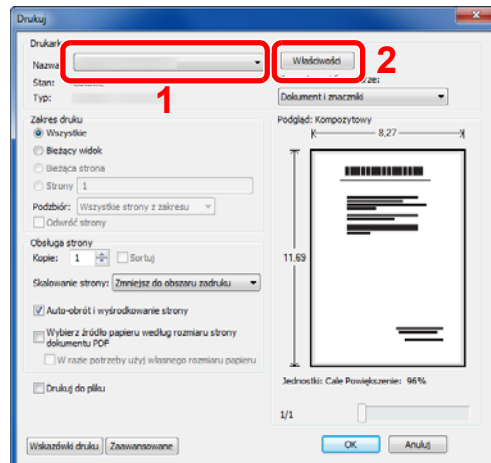 Drukuj
Drukark
Nazwa
Właściwości
2
Stan:
Typ:
1
Dokument i znaczniki
Zakres druku
Wszystkie
Bieżący widok
Bieżąca strona
Strony 1
Podzbiór: Wszystkie strony z zakresu
Odwróć strony
Obsługa strony
Kopie: 1 Sortuj
Skalowanie strony: Zmniejsz do obszaru zadruku
Auto-obrót i wyśrodkowanie strony
Wybierz źródło papieru według rozmiaru strony
dokumentu PDF
W razie potrzeby użyj własnego rozmiaru papieru
Drukuj do pliku
Podgląd: Kompozytowy
8,27
11,69
Jednostki: Cale Powiększenie: 96%
1/1
Wskazówki druku Zaawansowane
OK Anuluj